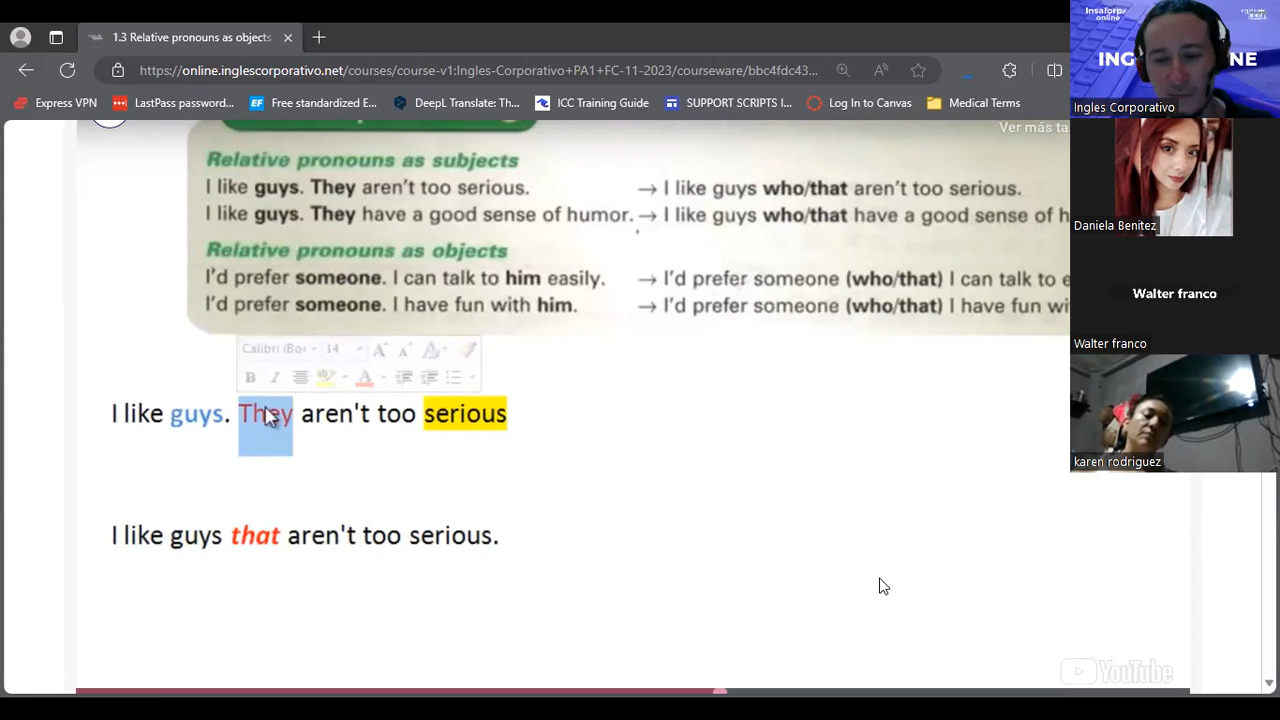 1.3 Relative pronouns as objects
https://online.inglescorporativo.net/courses/course-v1:Ingles-Corporativo+PA1+FC-11-2023/courseware/bbc4fdc43...
Express VPN
LastPass password...
Free standardized E...
DeepL Translate: Th...
ICC Training Guide
SUPPORT SCRIPTS I...
Log In to Canvas
Medical Terms
Ver más ta
Relative pronouns as subjects
I like guys. They aren't too serious. → I like guys who/that aren't too serious.
I like guys. They have a good sense of humor. → I like guys who/that have a good sense of h
Relative pronouns as objects
I'd prefer someone. I can talk to him easily. → I'd prefer someone (who/that) I can talk to e
I'd prefer someone. I have fun with him. → I'd prefer someone (who/that) I have fun wi
Calibri (Boo 14
I like guys. They aren't too serious
I like guys that aren't too serious.
YouTube
Insaforp
online
ING NE
Ingles Corporativo
Daniela Benitez
Walter franco
Walter franco
karen rodriguez